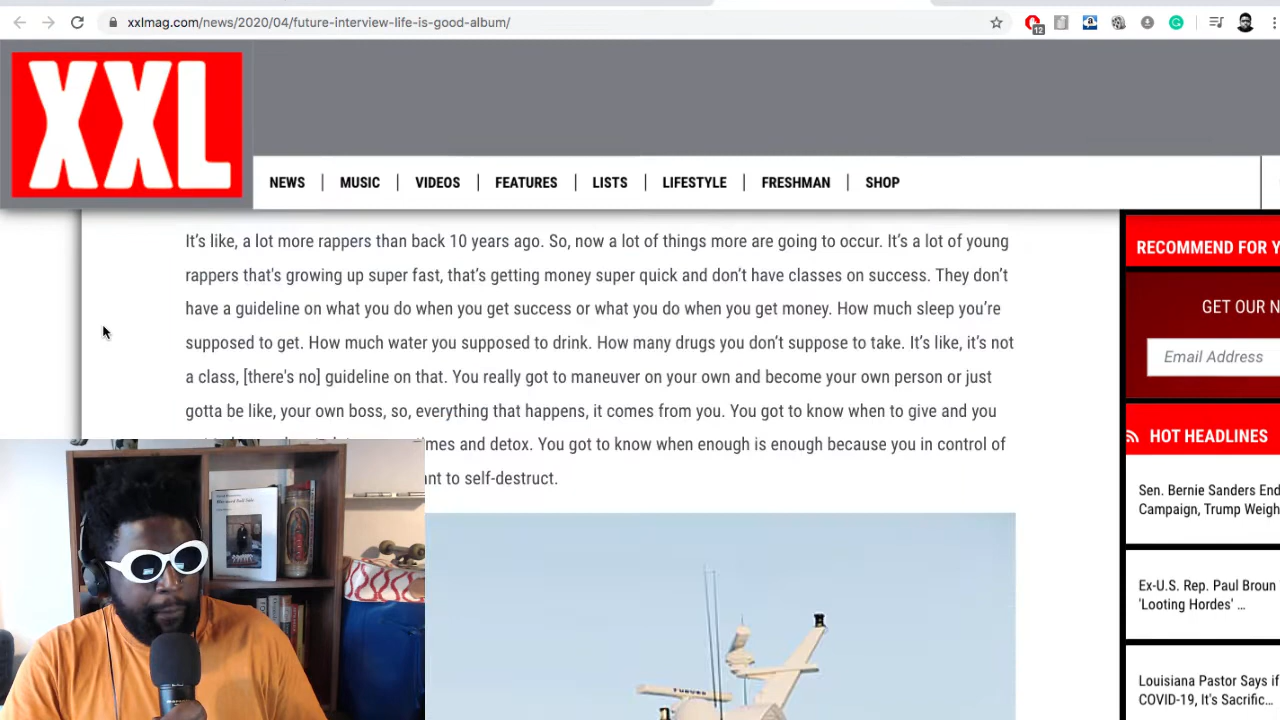 xxlmag.com/news/2020/04/future-interview-life-is-good-album/
12
XXL
NEWS
MUSIC
VIDEOS
FEATURES
LISTS
LIFESTYLE
FRESHMAN
SHOP
It's like, a lot more rappers than back 10 years ago. So, now a lot of things more are going to occur. It's a lot of young
rappers that's growing up super fast, that's getting money super quick and don't have classes on success. They don't
have a guideline on what you do when you get success or what you do when you get money. How much sleep you're
supposed to get. How much water you supposed to drink. How many drugs you don't suppose to take. It's like, it's not
a class, [there's no] guideline on that. You really got to maneuver on your own and become your own person or just
gotta be like, your own boss, so, everything that happens, it comes from you. You got to know when to give and you
and detox. You got to know when enough is enough because you in control of
to self-destruct.
FURUNO
RECOMMEND FOR
GET OUR
Email Address
HOT HEADLINES
Sen. Bernie Sanders
Campaign, Trump
Ex-U.S. Rep. Paul Broun
'Looting Hordes' ...
Louisiana Pastor Says if
COVID-19, It's